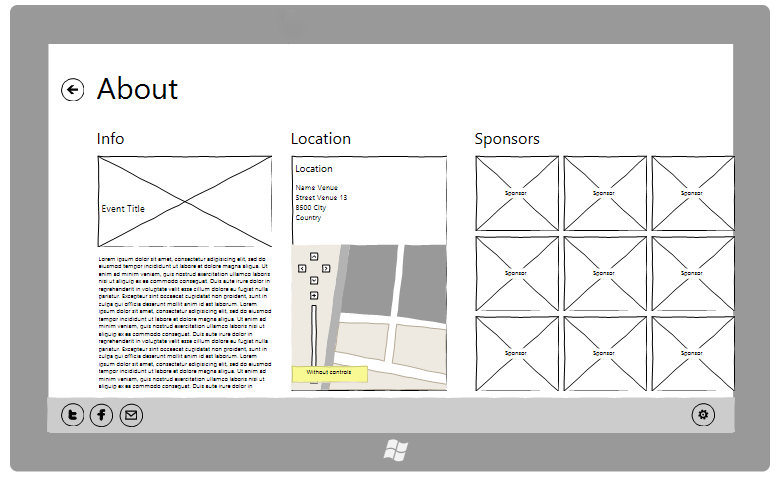 About
Info
Location
Sponsors
Event Title
Location
Name Venue
Street Venue 13
8500 City
Country
Sponsor
Sponsor
Sponsor
Lorem ipsum dolor sit amet, consectetur adipisicing elit, sed do
eiusmod tempor incididunt ut labore et dolore magna aliqua. Ut
enim ad minim veniam, quis nostrud exercitation ullamco laboris
nisi ut aliquip ex ea commodo consequat. Duis aute irure dolor in
reprehenderit in voluptate velit esse cillum dolore eu fugiat nulla
pariatur. Excepteur sint occaecat cupidatat non proident, sunt in
culpa qui officia deserunt mollit anim id est laborum. Lorem
ipsum dolor sit amet, consectetur adipisicing elit, sed do eiusmod
tempor incididunt ut labore et dolore magna aliqua. Ut enim ad
minim veniam, quis nostrud exercitation ullamco laboris nisi ut
aliquip ex ea commodo consequat. Duis aute irure dolor in
reprehenderit in voluptate velit esse cillum dolore eu fugiat nulla
pariatur. Excepteur sint occaecat cupidatat non proident, sunt in
culpa qui officia deserunt mollit anim id est laborum. Lorem
ipsum dolor sit amet, consectetur adipisicing elit, sed do
eiusmod tempor incididunt ut labore et dolore magna aliqua. Ut
enim ad minim veniam, quis nostrud exercitation ullamco laboris
nisi ut aliquip ex ea commodo consequat. Duis aute irure dolor in
Without controls
Sponsor
Sponsor
Sponsor
Sponsor
Sponsor
Sponsor